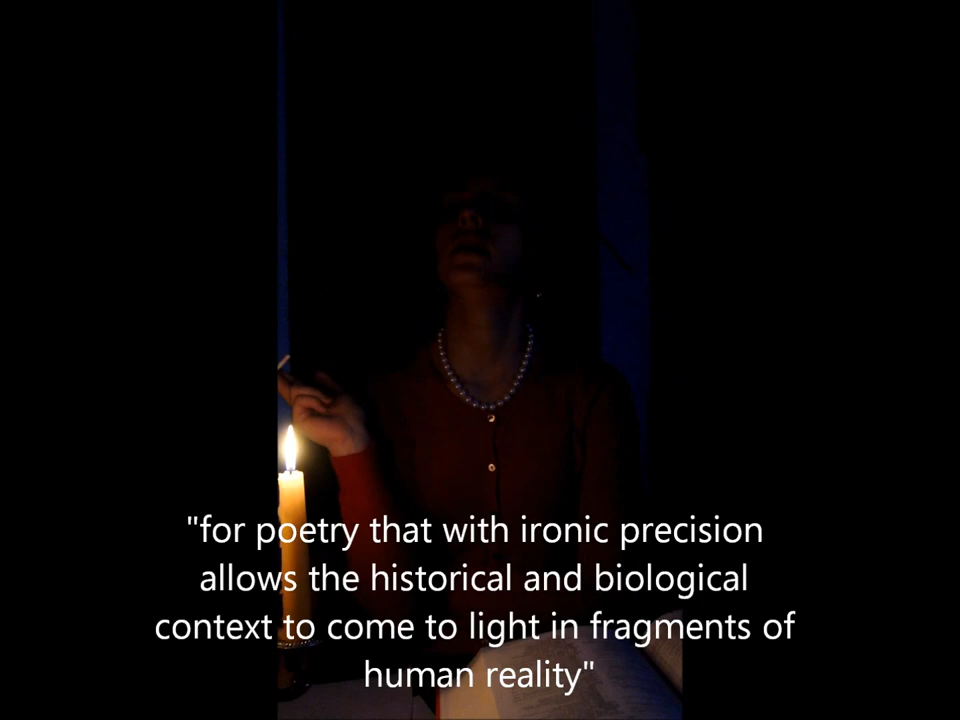 "for poetry that with ironic precision
allows the historical and biological
context to come to light in fragments of
human reality"